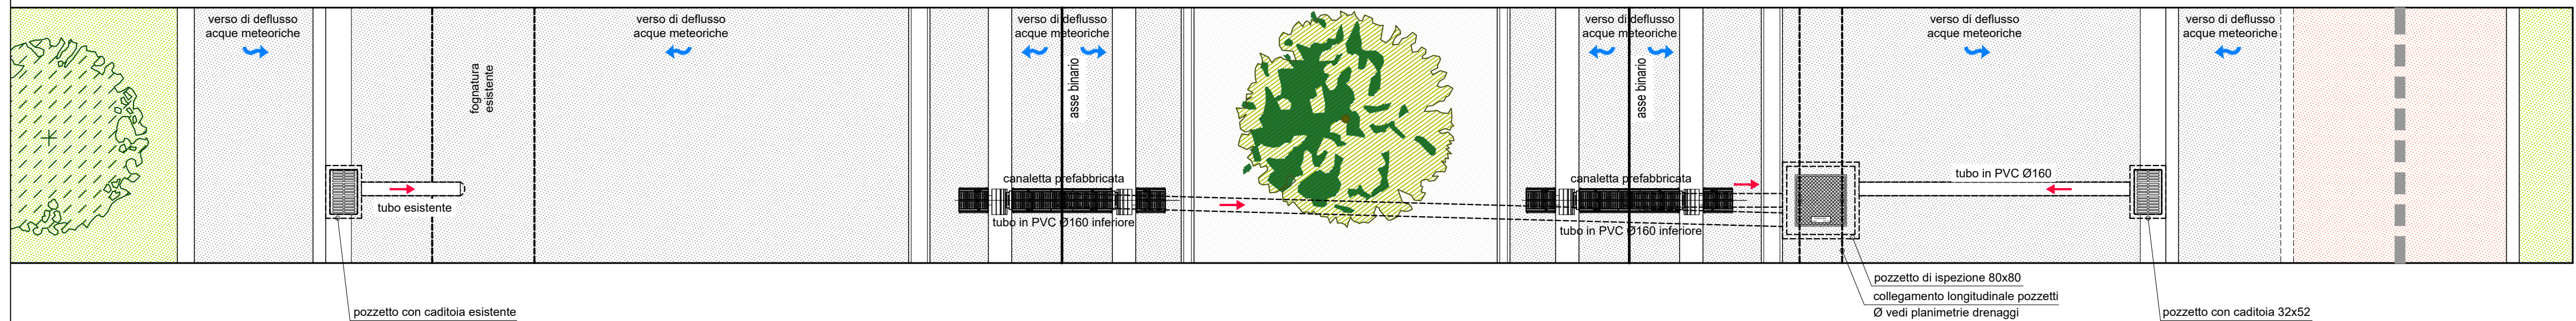 verso di deflusso
acque meteoriche
fognatura
esistente
verso di deflusso
acque meteoriche
verso di deflusso
acque meteoriche
asse binario
verso di deflusso
acque meteoriche
asse binario
verso di deflusso
acque meteoriche
verso di deflusso
acque meteoriche
tubo esistente
canaletta prefabbricata
tubo in PVC Ø160 inferiore
canaletta prefabbricata
tubo in PVC Ø160 inferiore
tubo in PVC Ø160
pozzetto di ispezione 80x80
collegamento longitudinale pozzetti
Ø vedi planimetrie drenaggi
pozzetto con caditoia esistente
pozzetto con caditoia 32x52